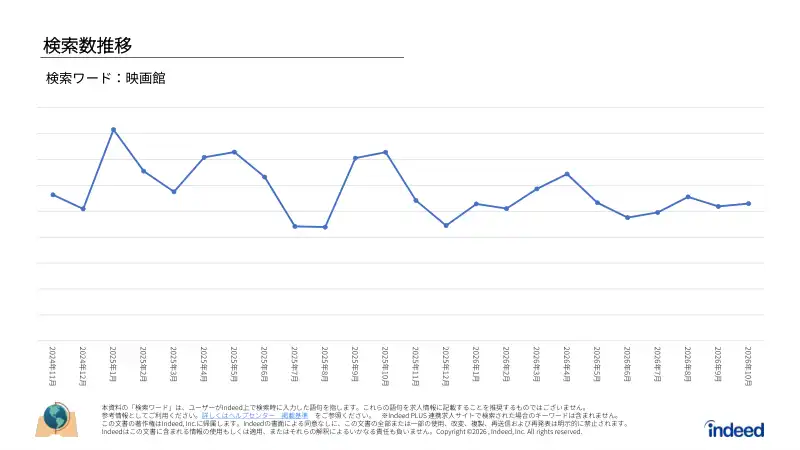 検索数推移
検索ワード：映画館
2024年11月
2024年12月
2025年1月
2025年2月
2025年3月
2025年4月
2025年5月
2025年6月
2025年7月
2025年8月
2025年9月
2025年10月
2025年11月
2025年12月
2026年1月
2026年2月
2026年3月
2026年4月
2026年5月
2026年6月
2026年7月
2026年8月
2026年9月
2026年10月
本資料の「検索ワード」は、ユーザーがIndeed上で検索時に入力した語句を指します。これらの語句を求人情報に記載することを推奨するものではございません。
参考情報としてご利用ください。詳しくはヘルプセンター　掲載基準　をご参照ください。　※Indeed PLUS 連携求人サイトで検索された場合のキーワードは含まれません。
この文書の著作権はIndeed, Inc.に帰属します。Indeedの書面による同意なしに、この文書の全部または一部の使用、改変、複製、再送信および再発表は明示的に禁止されます。
Indeedはこの文書に含まれる情報の使用もしくは適用、またはそれらの解釈によるいかなる責任も負いません。Copyright ©2026 , Indeed, Inc. All rights reserved.
indeed